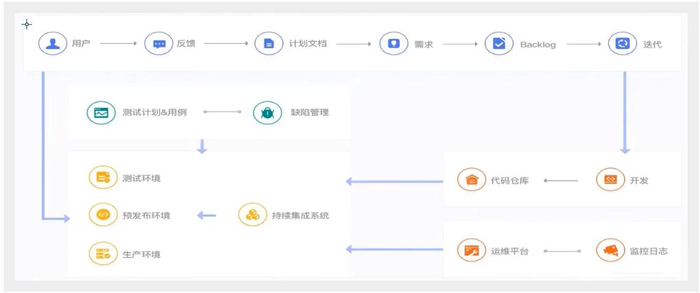 用户 反馈 计划文档 需求 Backlog 迭代
测试计划&用例 缺陷管理
测试环境
代码仓库 开发
预发布环境 持续集成系统
生产环境
运维平台 监控日志